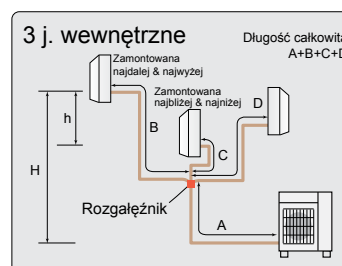 3 j. wewnętrzne
Długość całkowita
A+B+C+D
Zamontowana
najdalej & najwyżej
Zamontowana
najbliżej & najniżej
D
h
B
C
H
Rozgałęźnik
A